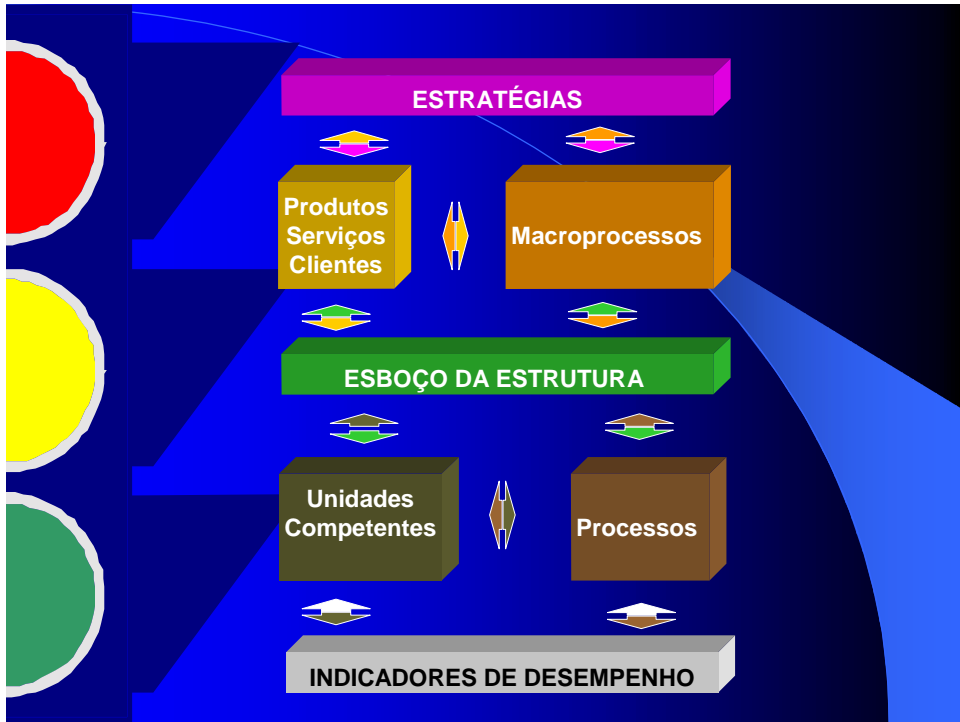 ESTRATÉGIAS
Produtos
Serviços
Clientes
Macroprocessos
ESBOÇO DA ESTRUTURA
Unidades
Competentes
Processos
INDICADORES DE DESEMPENHO